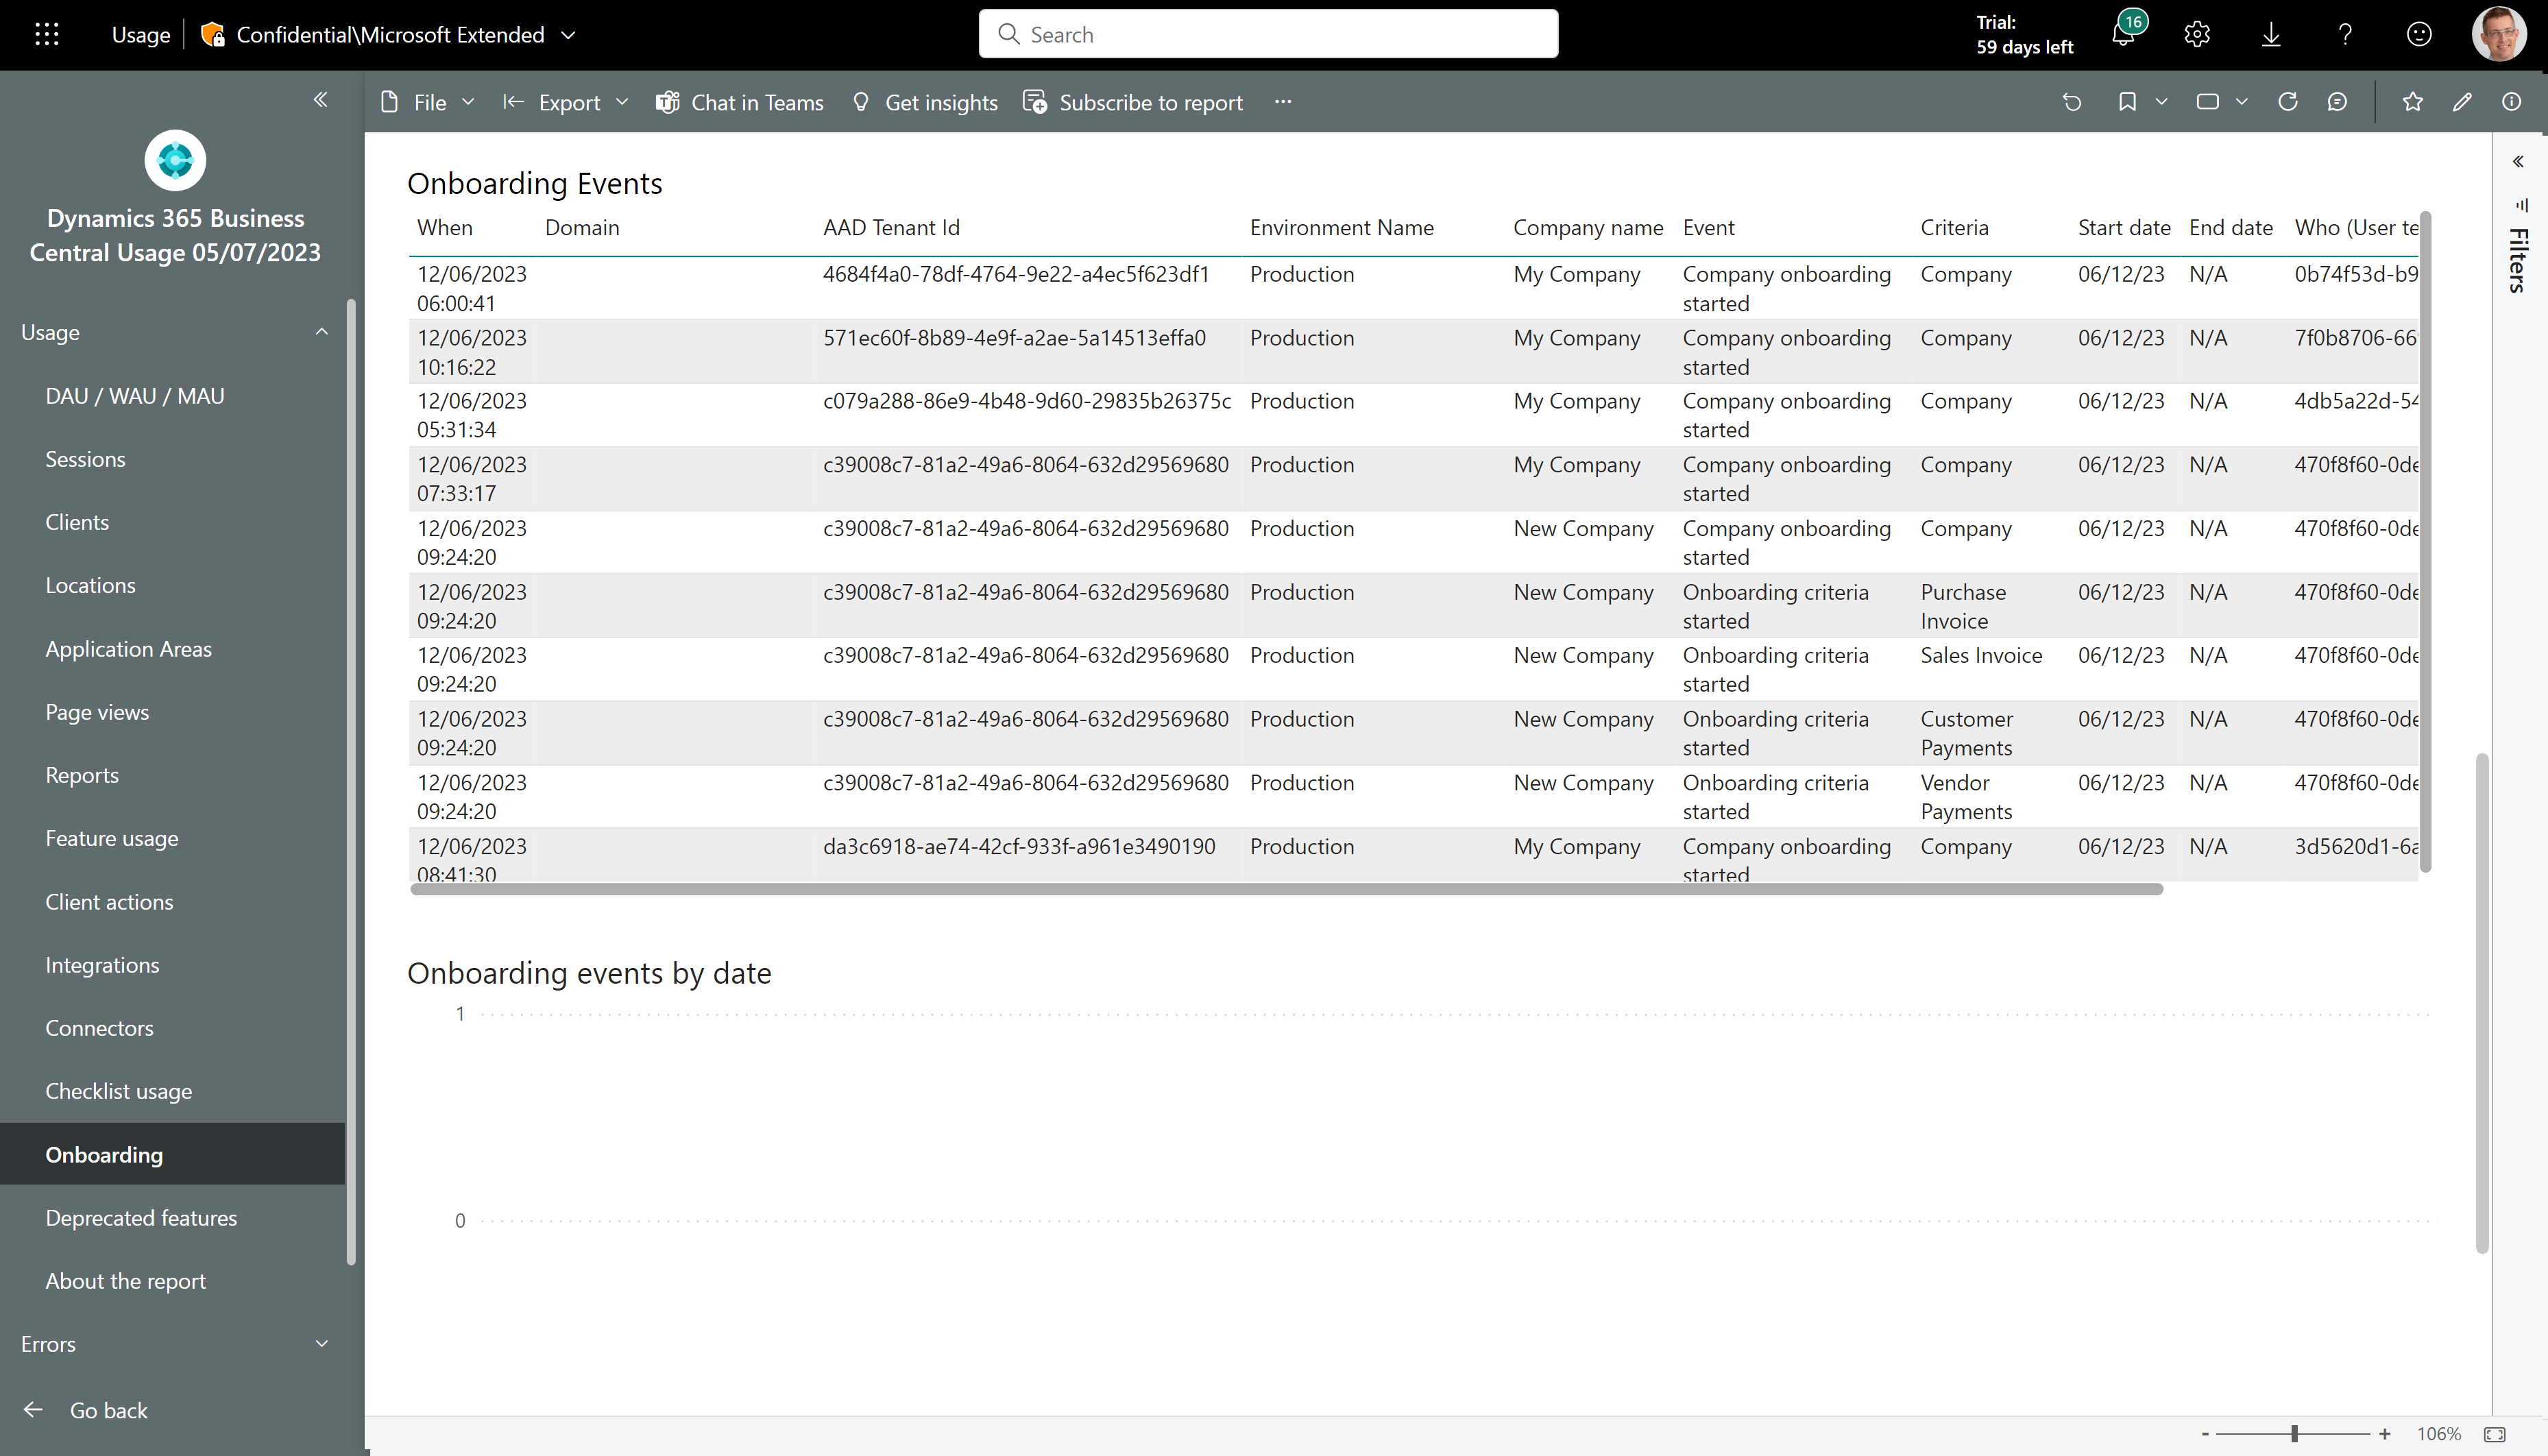 Usage
Confidential\Microsoft Extended
Search
Trial:
59 days left
16
File
Export
Chat in Teams
Get insights
Subscribe to report
Dynamics 365 Business
Central Usage 05/07/2023
Usage
DAU / WAU / MAU
Sessions
Clients
Locations
Application Areas
Page views
Reports
Feature usage
Client actions
Integrations
Connectors
Checklist usage
Onboarding
Deprecated features
About the report
Errors
Go back
Onboarding Events
When Domain AAD Tenant Id Environment Name Company name Event Criteria Start date End date Who (User te
12/06/2023 4684f4a0-78df-4764-9e22-a4ec5f623df1 Production My Company Company onboarding Company 06/12/23 N/A 0b74f53d-b9
06:00:41 started
12/06/2023 571ec60f-8b89-4e9f-a2ae-5a14513effa0 Production My Company Company onboarding Company 06/12/23 N/A 7f0b8706-66
10:16:22 started
12/06/2023 c079a288-86e9-4b48-9d60-29835b26375c Production My Company Company onboarding Company 06/12/23 N/A 4db5a22d-54
05:31:34 started
12/06/2023 c39008c7-81a2-49a6-8064-632d29569680 Production My Company Company onboarding Company 06/12/23 N/A 470f8f60-0de
07:33:17 started
12/06/2023 c39008c7-81a2-49a6-8064-632d29569680 Production New Company Company onboarding Company 06/12/23 N/A 470f8f60-0de
09:24:20 started
12/06/2023 c39008c7-81a2-49a6-8064-632d29569680 Production New Company Onboarding criteria Purchase 06/12/23 N/A 470f8f60-0de
09:24:20 started Invoice
12/06/2023 c39008c7-81a2-49a6-8064-632d29569680 Production New Company Onboarding criteria Sales Invoice 06/12/23 N/A 470f8f60-0de
09:24:20 started
12/06/2023 c39008c7-81a2-49a6-8064-632d29569680 Production New Company Onboarding criteria Customer 06/12/23 N/A 470f8f60-0de
09:24:20 started Payments
12/06/2023 c39008c7-81a2-49a6-8064-632d29569680 Production New Company Onboarding criteria Vendor 06/12/23 N/A 470f8f60-0de
09:24:20 started Payments
12/06/2023 da3c6918-ae74-42cf-933f-a961e3490190 Production My Company Company onboarding Company 06/12/23 N/A 3d5620d1-6a
08:41:30 started
Onboarding events by date
1
0
Filters
- + 106%